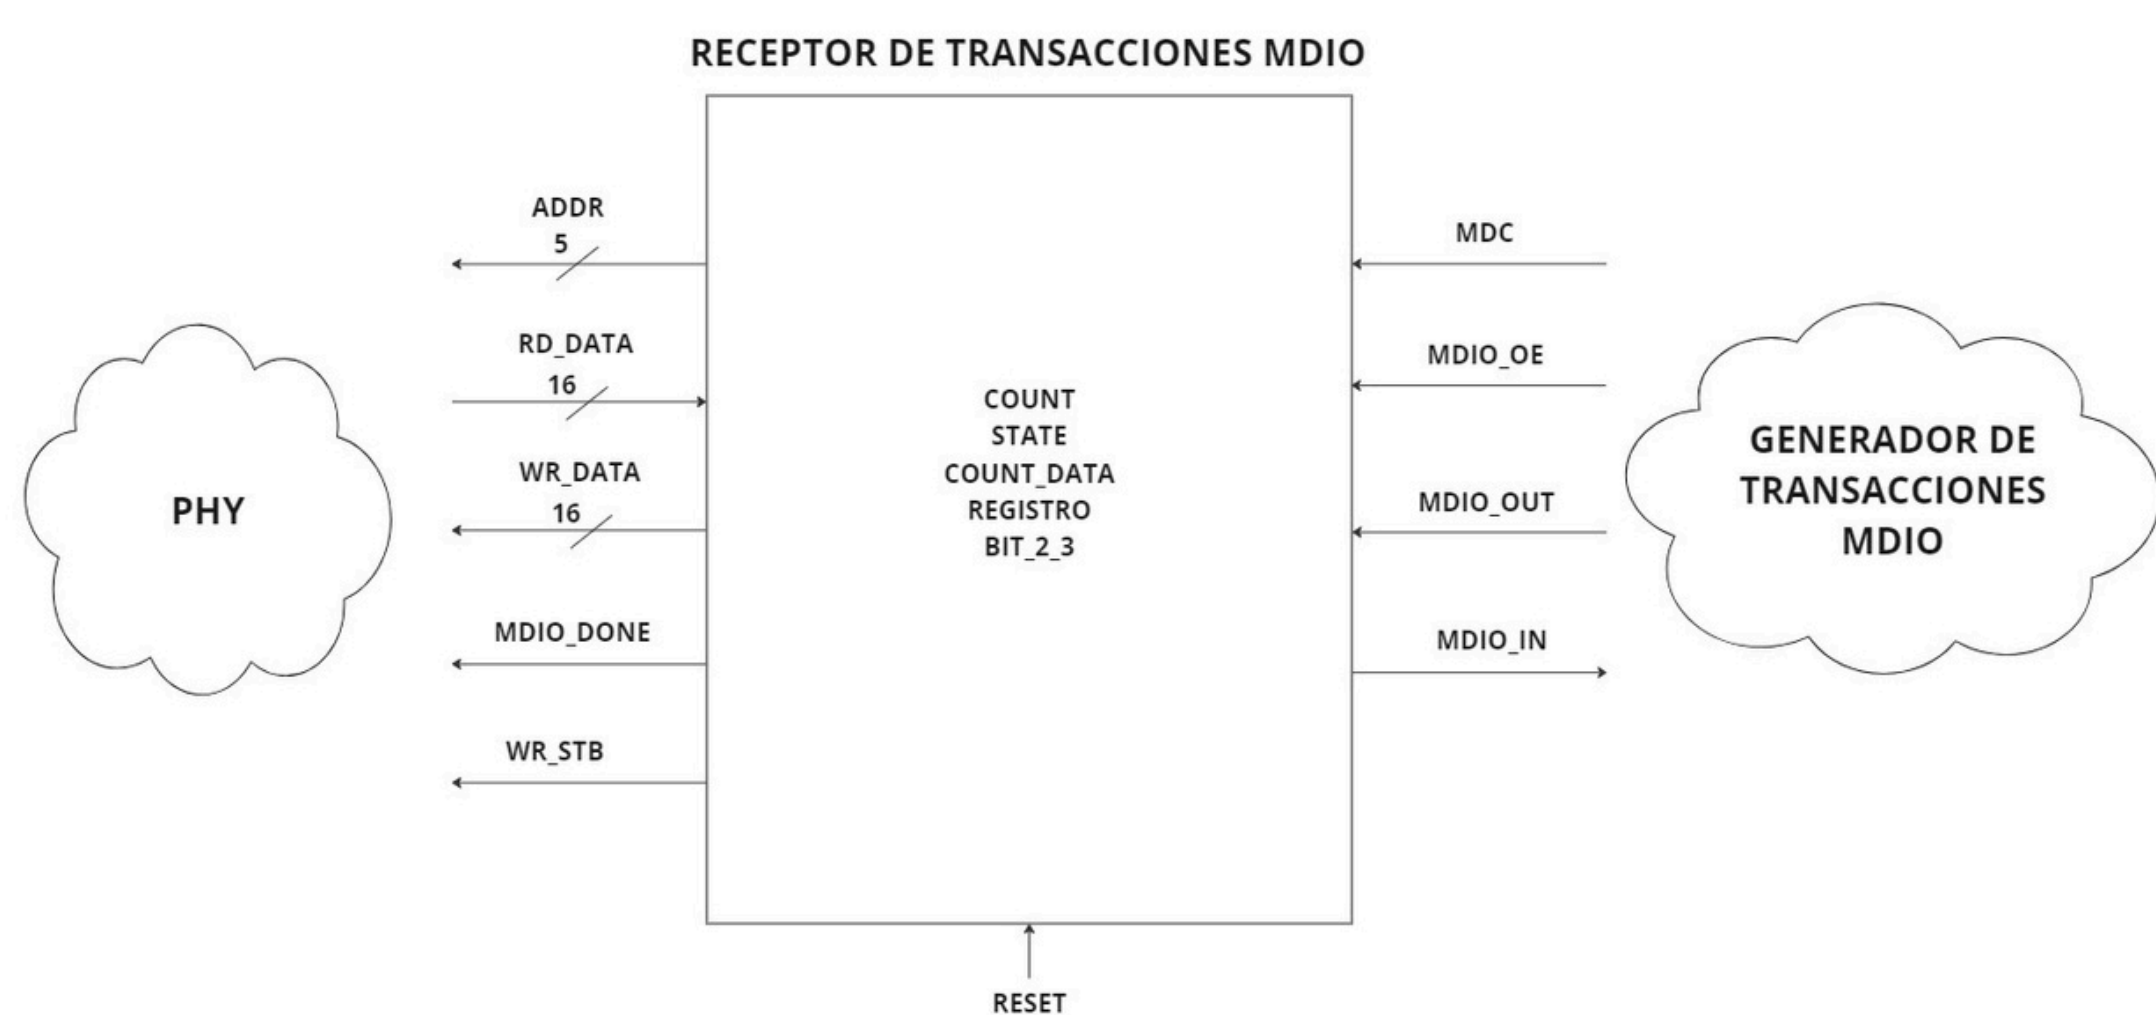 RECEPTOR DE TRANSACCIONES MDIO
ADDR
5
RD_DATA
16
WR_DATA
16
MDIO_DONE
WR_STB
PHY
COUNT
STATE
COUNT_DATA
REGISTRO
BIT_2_3
MDC
MDIO_OE
MDIO_OUT
MDIO_IN
GENERADOR DE
TRANSACCIONES
MDIO
RESET